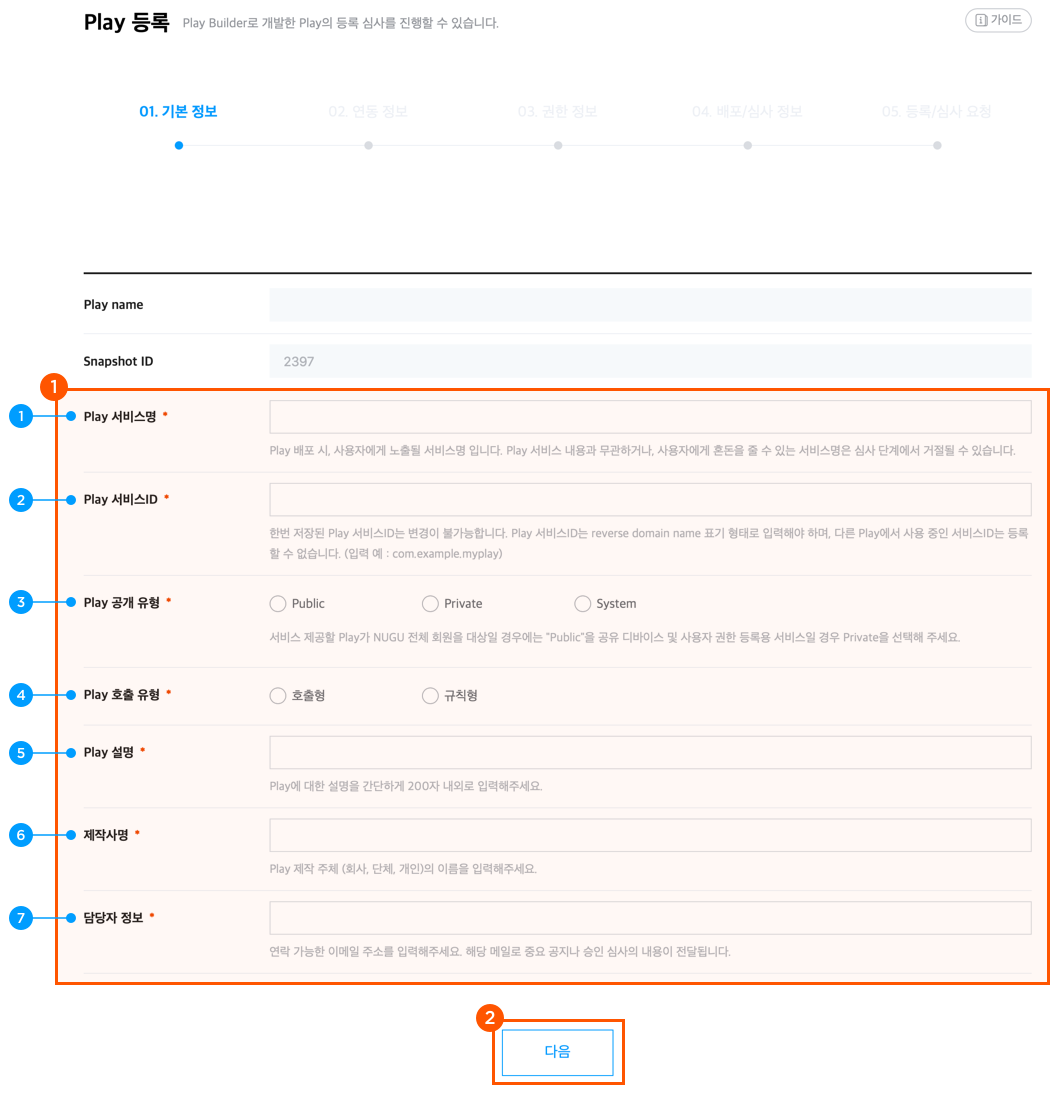 Play 등록 Play Builder로 개발한 Play의 등록 심사를 진행할 수 있습니다.
가이드
01. 기본 정보
02. 연동 정보
03. 권한 정보
04. 배포/심사 정보
05. 등록/심사 요청
Play name
Snapshot ID 2397
1
1 Play 서비스명 *
Play 배포 시, 사용자에게 노출될 서비스명 입니다. Play 서비스 내용과 무관하거나, 사용자에게 혼돈을 줄 수 있는 서비스명은 심사 단계에서 거절될 수 있습니다.
2 Play 서비스ID *
한번 저장된 Play 서비스ID는 변경이 불가능합니다. Play 서비스ID는 reverse domain name 표기 형태로 입력해야 하며, 다른 Play에서 사용 중인 서비스ID는 등록
할 수 없습니다. (입력 예 : com.example.myplay)
3 Play 공개 유형 * Public Private System
서비스 제공할 Play가 NUGU 전체 회원을 대상일 경우에는 "Public"을 공유 디바이스 및 사용자 권한 등록용 서비스일 경우 Private을 선택해 주세요.
4 Play 호출 유형 * 호출형 규칙형
5 Play 설명 *
Play에 대한 설명을 간단하게 200자 내외로 입력해주세요.
6 제작사명 *
Play 제작 주체 (회사, 단체, 개인)의 이름을 입력해주세요.
7 담당자 정보 *
연락 가능한 이메일 주소를 입력해주세요. 해당 메일로 중요 공지나 승인 심사의 내용이 전달됩니다.
2
다음